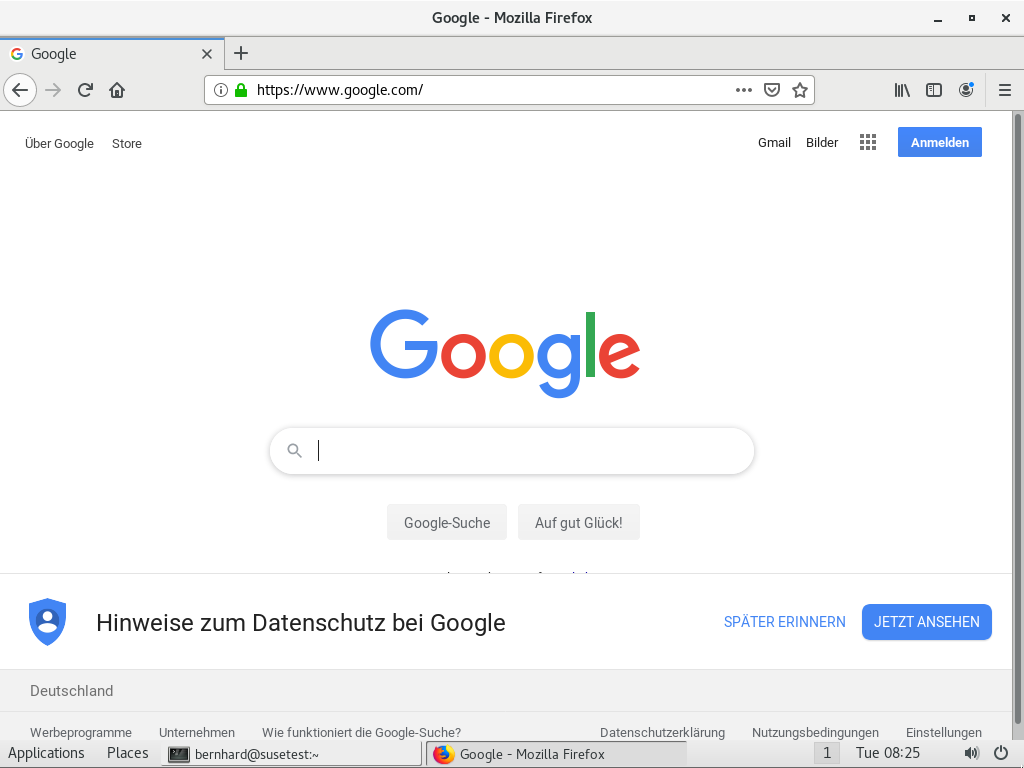 Google - Mozilla Firefox
Google
https://www.google.com/
Über Google Store
Gmail Bilder Anmelden
Google
Google-Suche Auf gut Glück!
Hinweise zum Datenschutz bei Google
SPÄTER ERINNERN JETZT ANSEHEN
Deutschland
Werbeprogramme Unternehmen Wie funktioniert die Google-Suche? Datenschutzerklärung Nutzungsbedingungen Einstellungen
Applications Places bernhard@susetest:~ Google - Mozilla Firefox 1 Tue 08:25